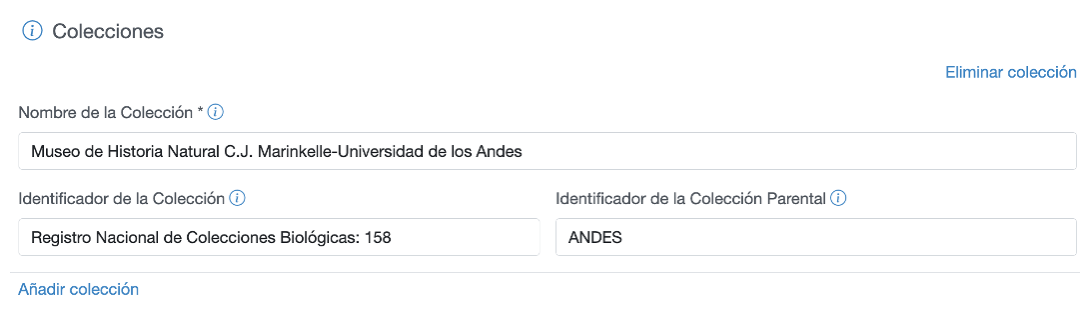 Colecciones
Eliminar colección
Nombre de la Colección *
Museo de Historia Natural C.J. Marinkelle-Universidad de los Andes
Identificador de la Colección
Identificador de la Colección Parental
Registro Nacional de Colecciones Biológicas: 158
ANDES
Añadir colección